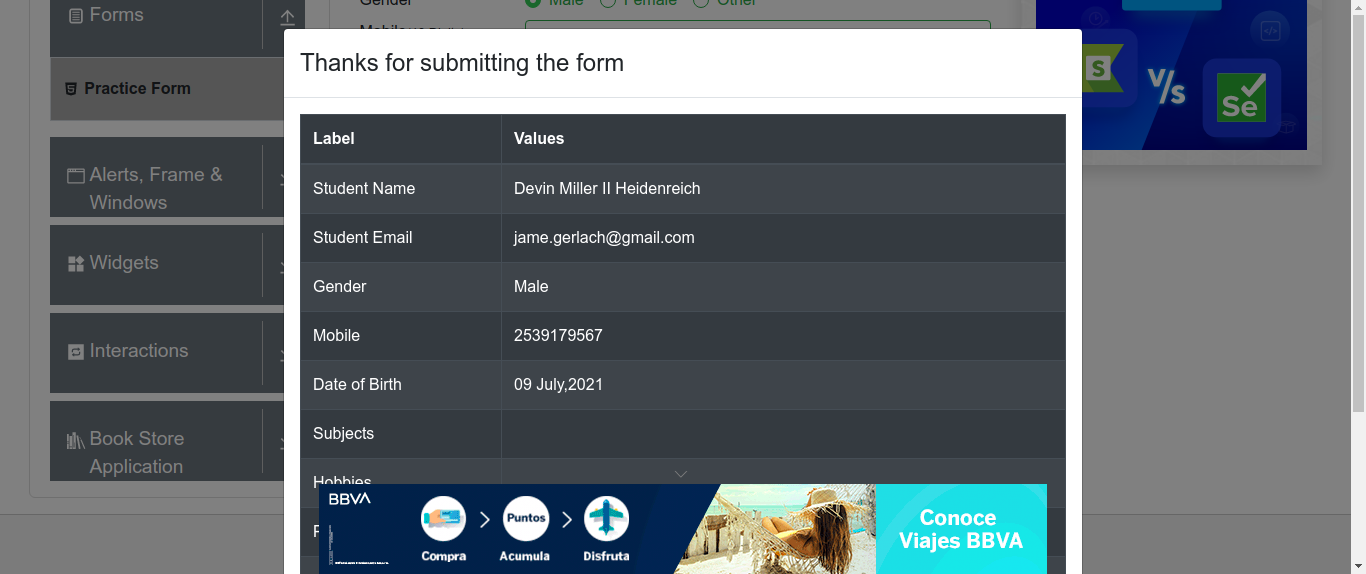 Forms
Gender Male Female Other
Thanks for submitting the form
Practice Form
S
V/s
Se
Label Values
Student Name Devin Miller II Heidenreich
Student Email jame.gerlach@gmail.com
Gender Male
Mobile 2539179567
Date of Birth 09 July,2021
Subjects
Hobbies
Alerts, Frame &
Windows
Widgets
Interactions
Book Store
Application
BBVA
Puntos
Compra Acumula Disfruta
Conoce
Viajes BBVA